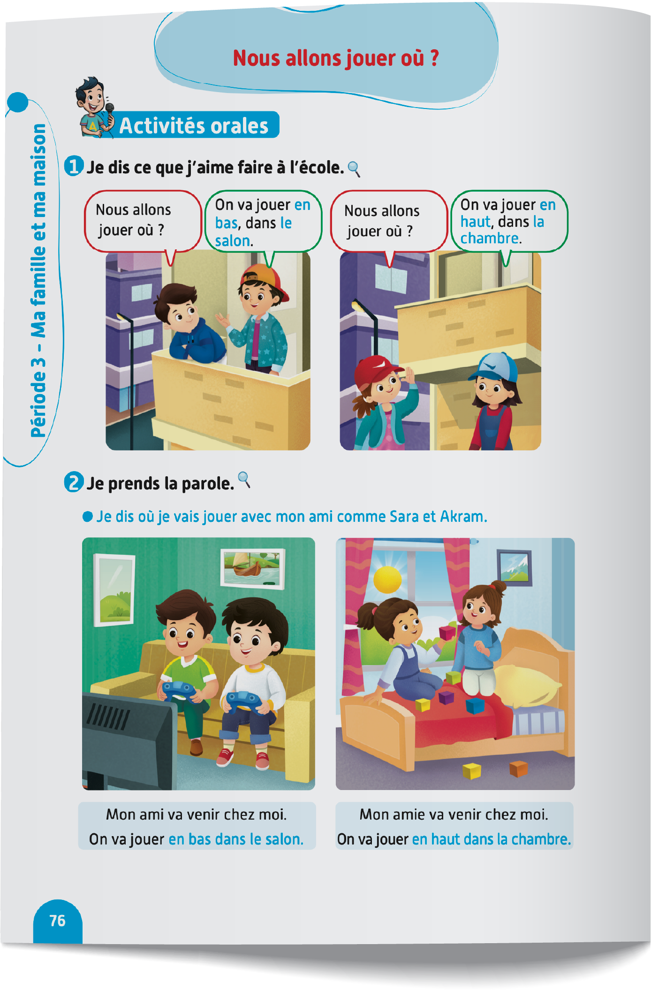 Nous allons jouer où ?
Activités orales
Période 3 - Ma famille et ma maison
1 Je dis ce que j'aime faire à l'école.
Nous allons
jouer où ?
On va jouer en
bas, dans le
salon.
Nous allons
jouer où ?
On va jouer en
haut, dans la
chambre.
A
2 Je prends la parole.
● Je dis où je vais jouer avec mon ami comme Sara et Akram.
Mon ami va venir chez moi.
On va jouer en bas dans le salon.
Mon amie va venir chez moi.
On va jouer en haut dans la chambre.
76